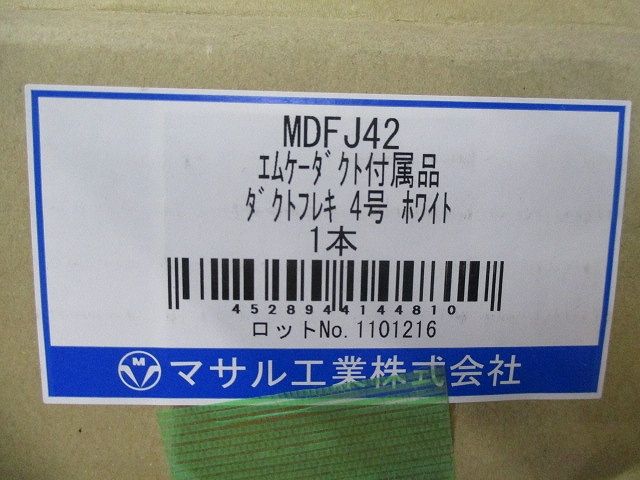 MDFJ42
エムケーダクト付属品
ダクトフレキ 4号 ホワイト
1本
4528944144810
ロットNo.1101216
M マサル工業株式会社